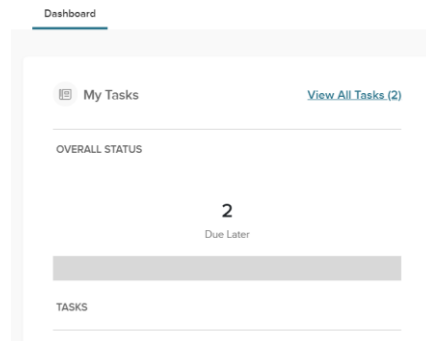 Dashboard
My Tasks
View All Tasks (2)
OVERALL STATUS
2
Due Later
TASKS